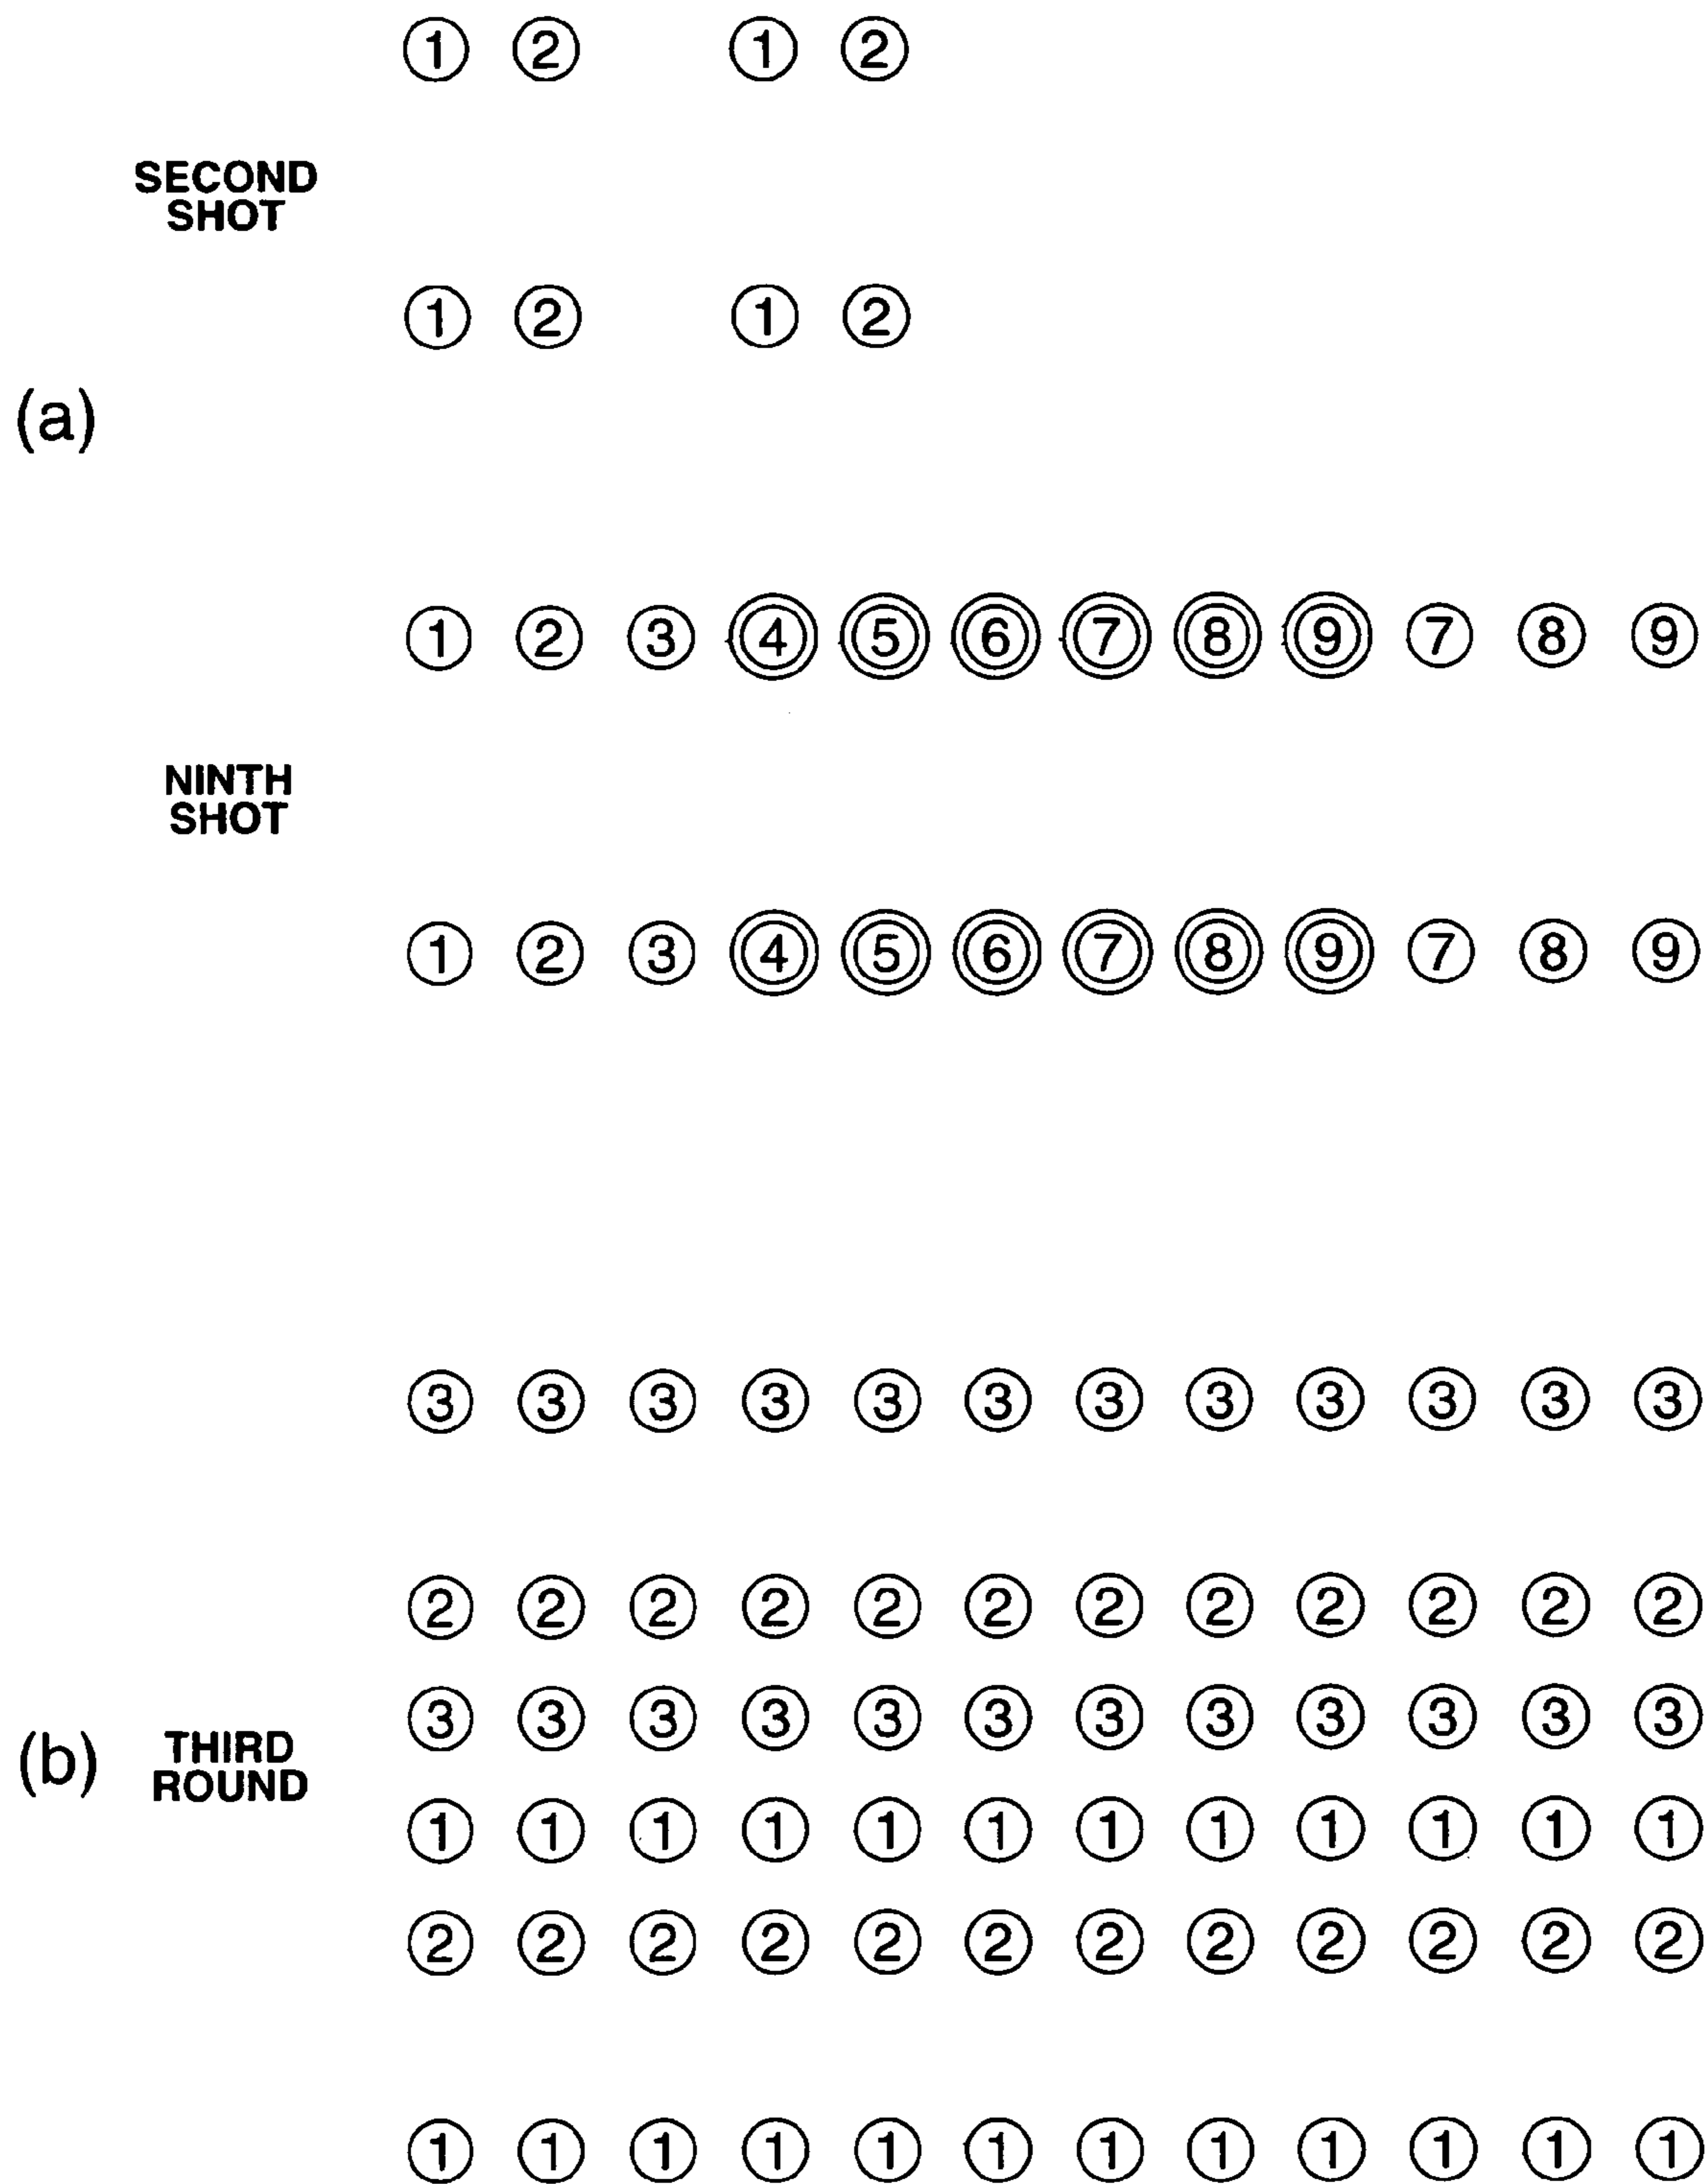 ① ② ① ②
SECOND
SHOT
① ② ① ②
(a)
① ② ③ ④ ⑤ ⑥ ⑦ ⑧ ⑨ ⑦ ⑧ ⑨
NINTH
SHOT
① ② ③ ④ ⑤ ⑥ ⑦ ⑧ ⑨ ⑦ ⑧ ⑨
③ ③ ③ ③ ③ ③ ③ ③ ③ ③ ③ ③
② ② ② ② ② ② ② ② ② ② ② ②
③ ③ ③ ③ ③ ③ ③ ③ ③ ③ ③ ③
(b) THIRD
ROUND
① ① ① ① ① ① ① ① ① ① ① ①
② ② ② ② ② ② ② ② ② ② ② ②
① ① ① ① ① ① ① ① ① ① ① ①